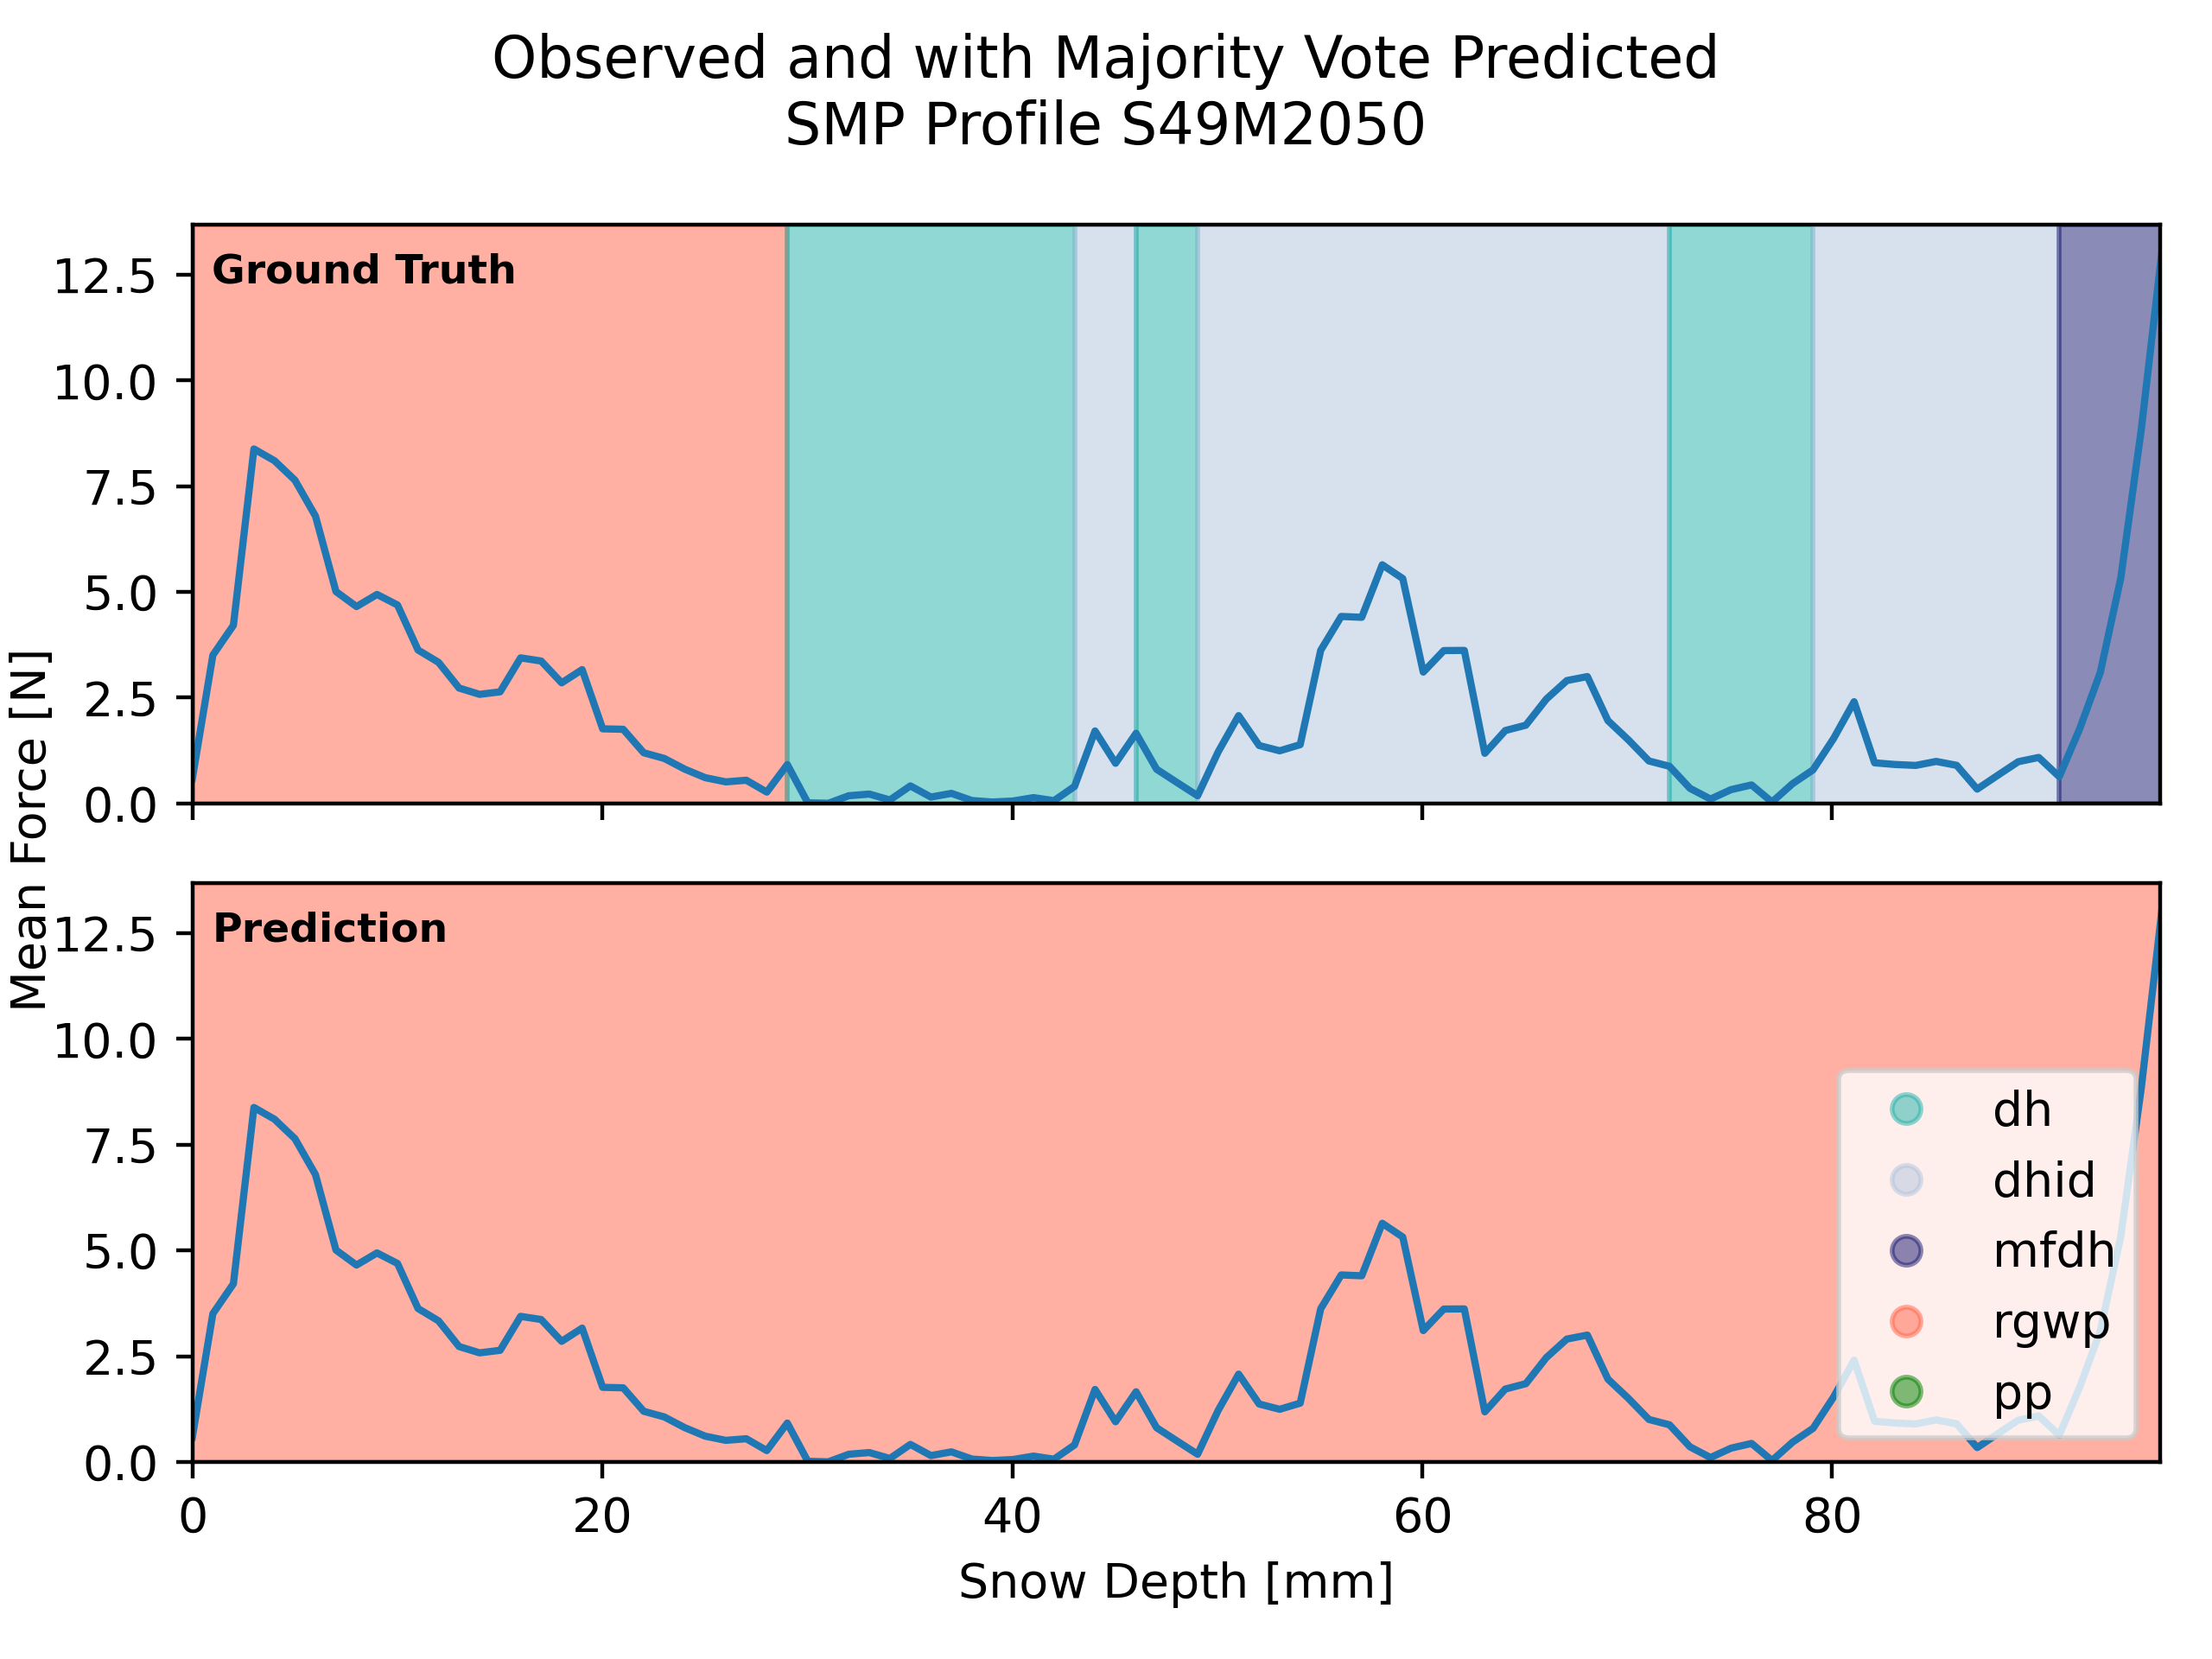 Observed and with Majority Vote Predicted
SMP Profile S49M2050
Mean Force [N]
Ground Truth
12.5
10.0
7.5
5.0
2.5
0.0
Prediction
12.5
10.0
7.5
5.0
2.5
0.0
dh
dhid
mfdh
rgwp
pp
0 20 40 60 80
Snow Depth [mm]